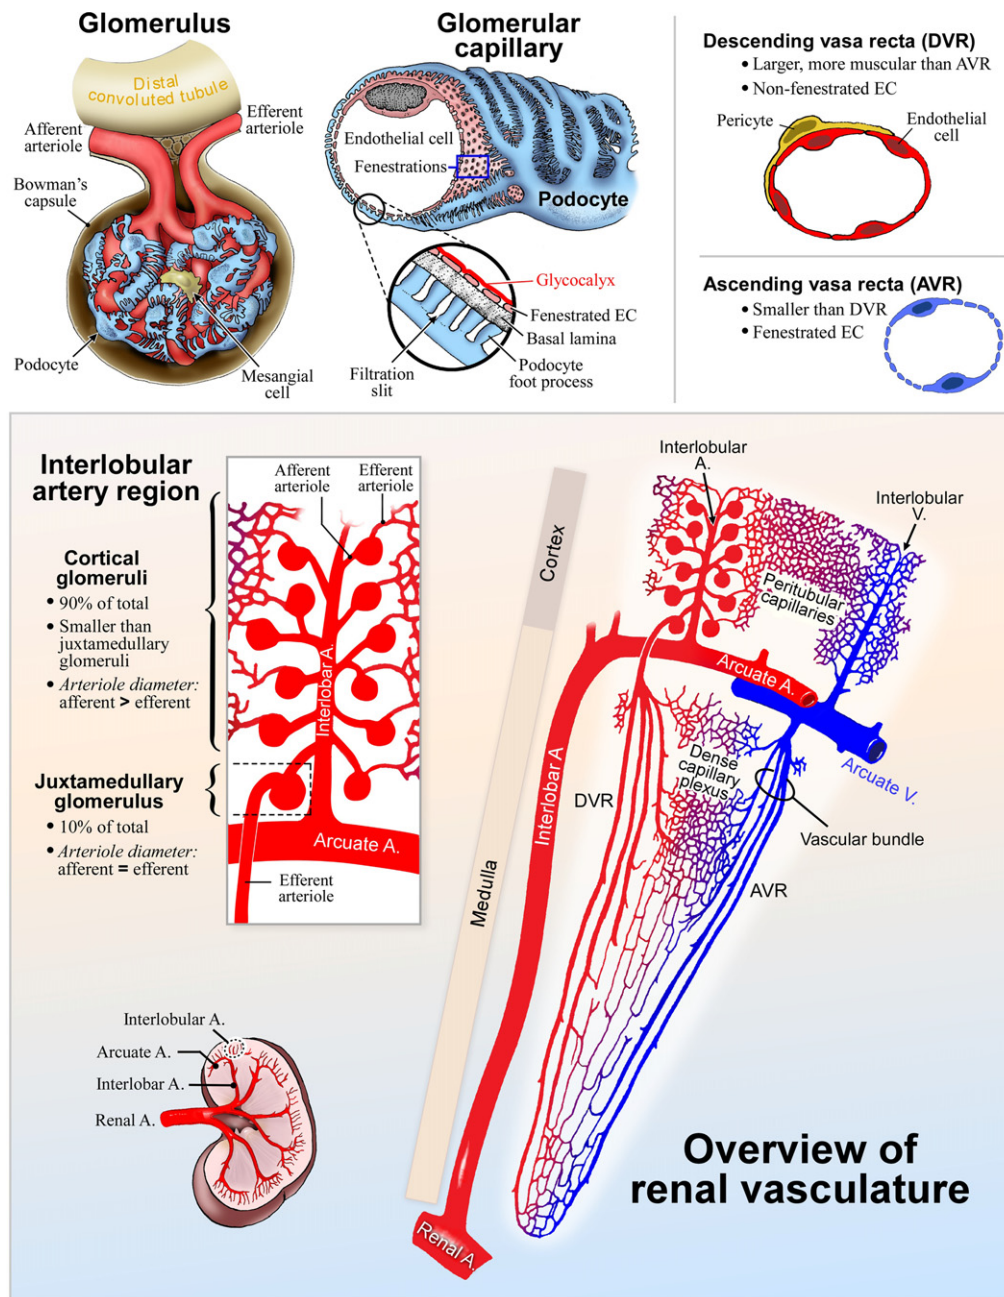 Glomerulus
Distal
convoluted tubule
Afferent
arteriole
Efferent
arteriole
Bowman's
capsule
Podocyte
Mesangial
cell
Glomerular
capillary
Endothelial cell
Fenestrations
Podocyte
Glycocalyx
Fenestrated EC
Basal lamina
Podocyte
foot process
Filtration
slit
Descending vasa recta (DVR)
• Larger, more muscular than AVR
• Non-fenestrated EC
Pericyte
Endothelial
cell
Ascending vasa recta (AVR)
• Smaller than DVR
• Fenestrated EC
Interlobular
artery region
Cortical
glomeruli
• 90% of total
• Smaller than
juxtamedullary
glomeruli
• Arteriole diameter:
afferent > efferent
Juxtamedullary
glomerulus
• 10% of total
• Arteriole diameter:
afferent = efferent
Afferent
arteriole
Efferent
arteriole
Interlobular A.
Arcuate A.
Efferent
arteriole
Cortex
Medulla
Interlobular
A.
Interlobular
V.
Peritubular
capillaries
Arcuate A.
Arcuate V.
Interlobar A
DVR
Dense
capillary
plexus
Vascular bundle
AVR
Renal A.
Interlobular A.
Arcuate A.
Interlobar A.
Renal A.
Overview of
renal vasculature